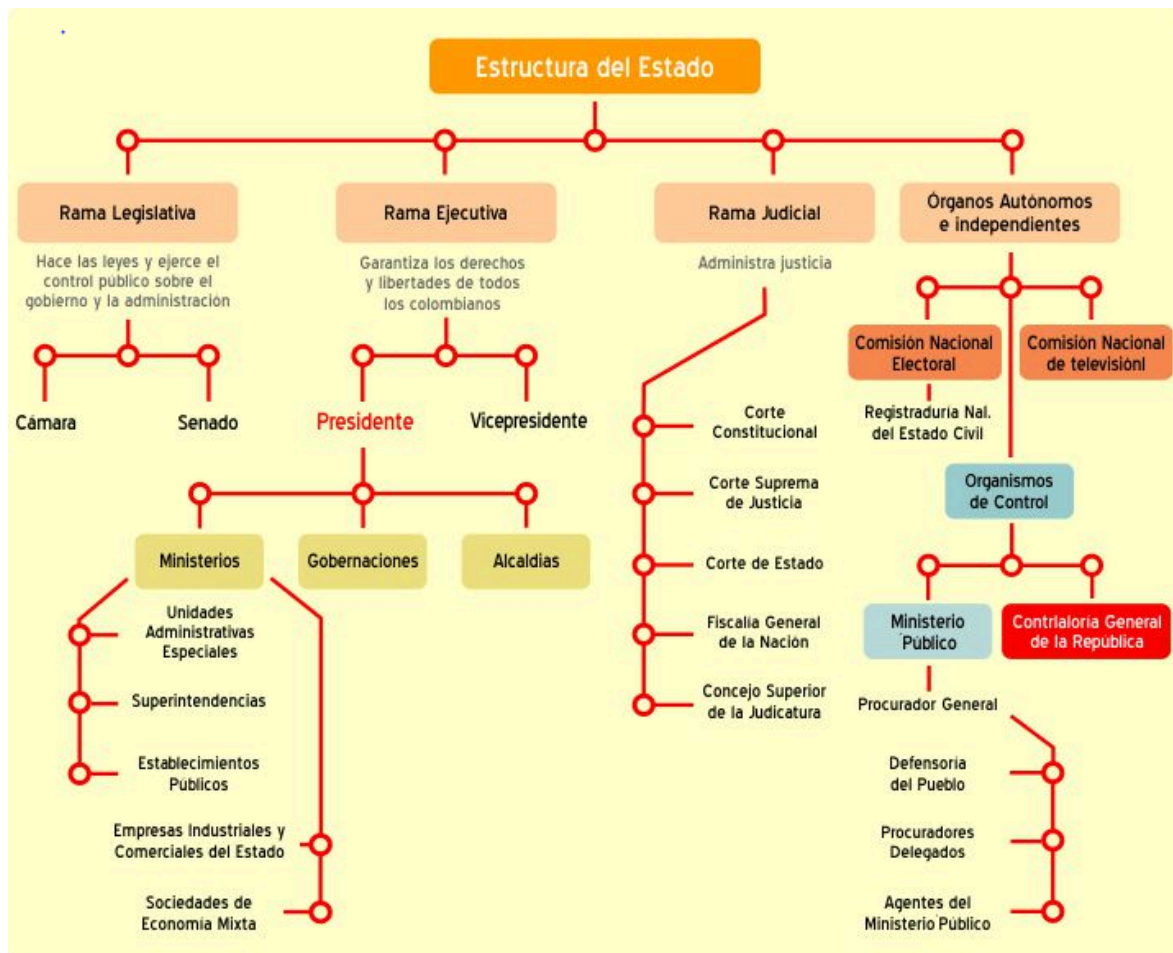 Estructura del Estado
Rama Legislativa
Hace las leyes y ejerce el
control público sobre el
gobierno y la administración
Cámara
Senado
Rama Ejecutiva
Garantiza los derechos
y libertades de todos
los colombianos
Presidente
Vicepresidente
Ministerios
Gobernaciones
Alcaldias
Unidades
Administrativas
Especiales
Superintendencias
Establecimientos
Públicos
Empresas Industriales y
Comerciales del Estado
Sociedades de
Economía Mixta
Rama Judicial
Administra justicia
Corte
Constitucional
Corte Suprema
de Justicia
Corte de Estado
Fiscalía General
de la Nación
Concejo Superior
de la Judicatura
Órganos Autónomos
e independientes
Comisión Nacional
Electoral
Registraduría Nal.
del Estado Civil
Comisión Nacional
de televisiónl
Organismos
de Control
Ministerio
Público
Contrialoría General
de la República
Procurador General
Defensoría
del Pueblo
Procuradores
Delegados
Agentes del
Ministerio Público